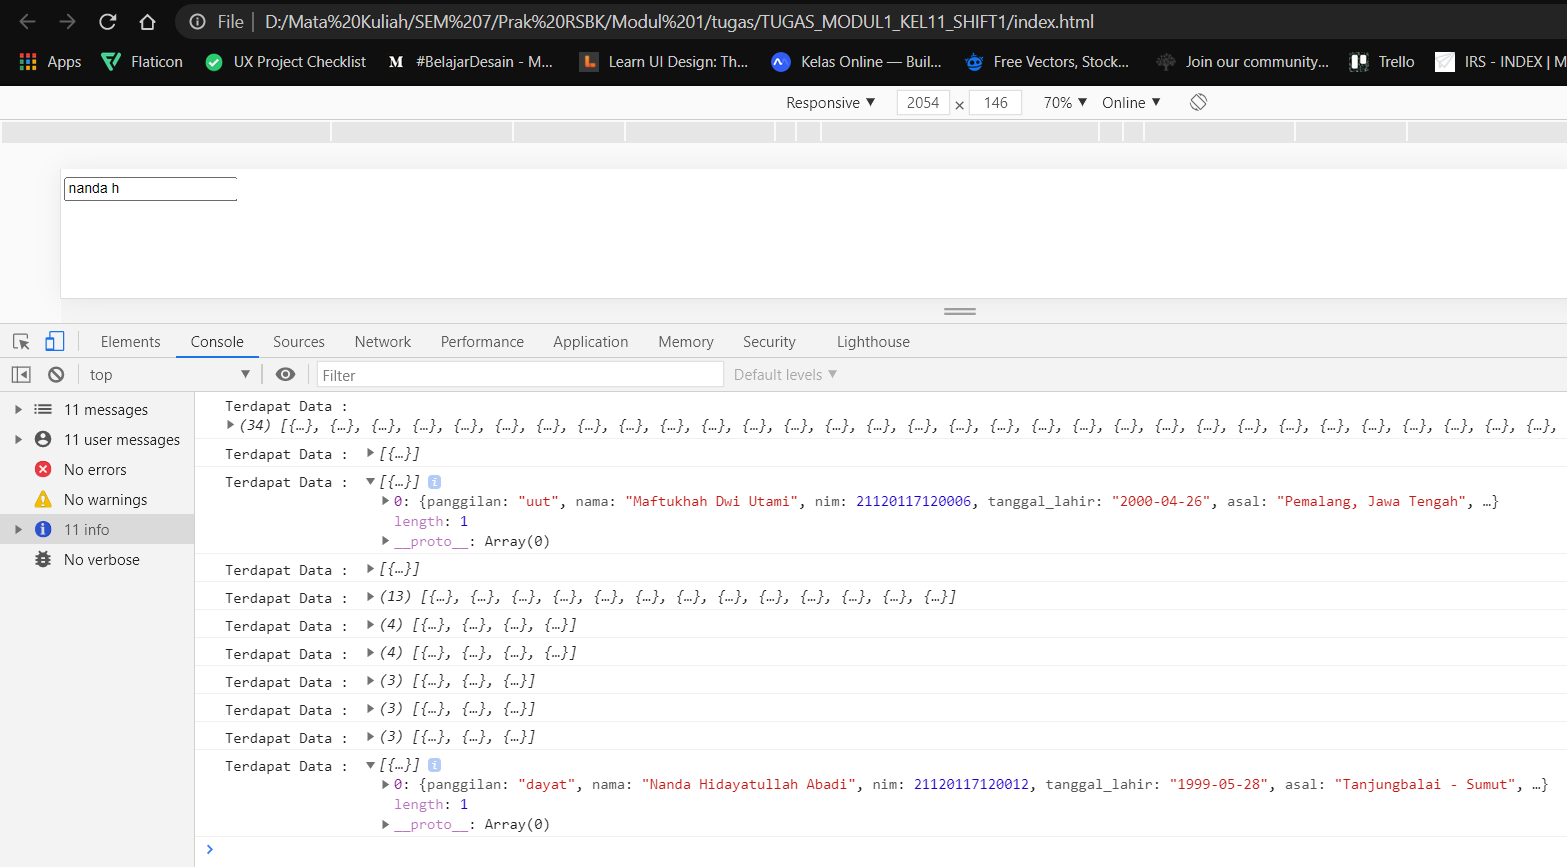 File | D:/Mata%20Kuliah/SEM%207/Prak%20RSBK/Modul%201/tugas/TUGAS_MODUL1_KEL11_SHIFT1/index.html
Apps Flaticon UX Project Checklist M #BelajarDesain - M... Learn UI Design: Th... Kelas Online — Buil... Free Vectors, Stock... Join our community... Trello IRS - INDEX | M
Responsive ▼ 2054 × 146 70% ▼ Online ▼
nanda h
Elements Console Sources Network Performance Application Memory Security Lighthouse
top ▼ Filter Default levels ▼
11 messages
11 user messages
No errors
No warnings
11 info
No verbose
Terdapat Data :
(34) [{…}, {…}, {…}, {…}, {…}, {…}, {…}, {…}, {…}, {…}, {…}, {…}, {…}, {…}, {…}, {…}, {…}, {…}, {…}, {…}, {…}, {…}, {…}, {…}, {…}, {…}, {…}, {…}, {…}, {…}, {…},
Terdapat Data : [{…}]
Terdapat Data : [{…}] i
0: {panggilan: "uut", nama: "Maftukhah Dwi Utami", nim: 21120117120006, tanggal_lahir: "2000-04-26", asal: "Pemalang, Jawa Tengah", …}
length: 1
__proto__: Array(0)
Terdapat Data : [{…}]
Terdapat Data : (13) [{…}, {…}, {…}, {…}, {…}, {…}, {…}, {…}, {…}, {…}, {…}, {…}, {…}]
Terdapat Data : (4) [{…}, {…}, {…}, {…}]
Terdapat Data : (4) [{…}, {…}, {…}, {…}]
Terdapat Data : (3) [{…}, {…}, {…}]
Terdapat Data : (3) [{…}, {…}, {…}]
Terdapat Data : (3) [{…}, {…}, {…}]
Terdapat Data : [{…}] i
0: {panggilan: "dayat", nama: "Nanda Hidayatullah Abadi", nim: 21120117120012, tanggal_lahir: "1999-05-28", asal: "Tanjungbalai - Sumut", …}
length: 1
__proto__: Array(0)